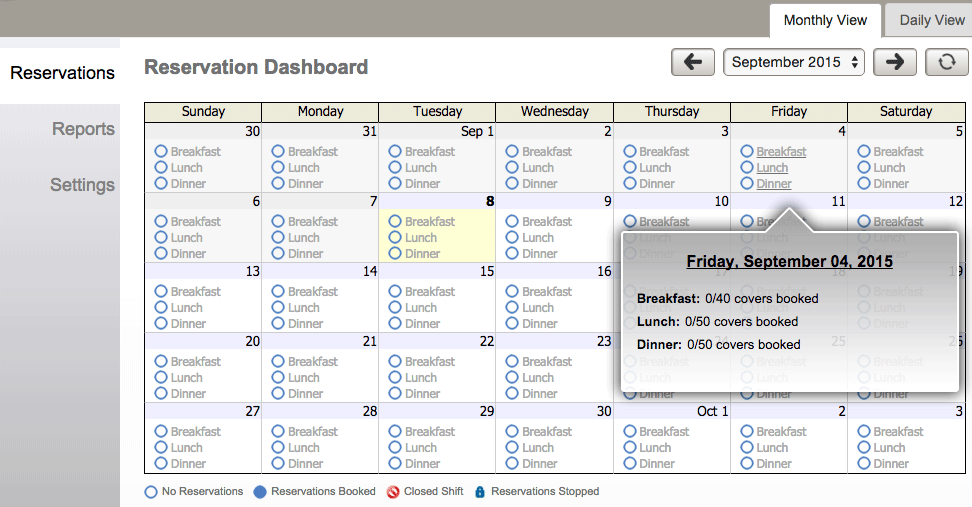 Monthly View Daily View
Reservations
Reservation Dashboard
September 2015
Reports
Settings
Sunday Monday Tuesday Wednesday Thursday Friday Saturday
30 31 Sep 1 2 3 4 5
Breakfast Breakfast Breakfast Breakfast Breakfast Breakfast Breakfast
Lunch Lunch Lunch Lunch Lunch Lunch Lunch
Dinner Dinner Dinner Dinner Dinner Dinner Dinner
6 7 8 9 10 11 12
Breakfast Breakfast Breakfast Breakfast Breakfast Breakfast
Lunch Lunch Lunch Lunch
Dinner Dinner Dinner Dinner
Friday, September 04, 2015
13 14 15 16
Breakfast Breakfast Breakfast Breakfast
Lunch Lunch Lunch Lunch
Dinner Dinner Dinner Dinner
Breakfast: 0/40 covers booked
Lunch: 0/50 covers booked
Dinner: 0/50 covers booked
20 21 22 23 25
Breakfast Breakfast Breakfast Breakfast
Lunch Lunch Lunch Lunch
Dinner Dinner Dinner Dinner Dinner Dinner Dinner
27 28 29 30 Oct 1 2 3
Breakfast Breakfast Breakfast Breakfast Breakfast Breakfast Breakfast
Lunch Lunch Lunch Lunch Lunch Lunch Lunch
Dinner Dinner Dinner Dinner Dinner Dinner Dinner
No Reservations Reservations Booked Closed Shift Reservations Stopped